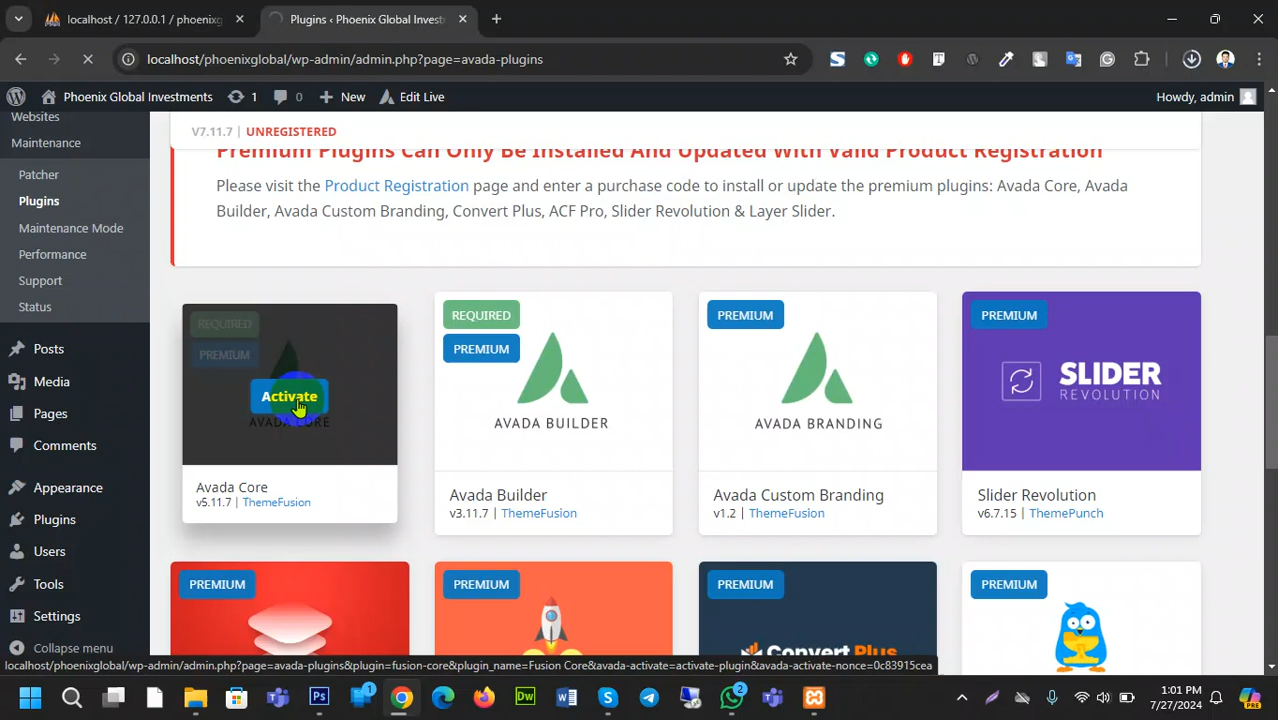 localhost / 127.0.0.1 / phoenixg
Plugins ‹ Phoenix Global Invest
localhost/phoenixglobal/wp-admin/admin.php?page=avada-plugins
Phoenix Global Investments
1
0
New
Edit Live
Howdy, admin
Websites
Maintenance
Patcher
Plugins
Maintenance Mode
Performance
Support
Status
Posts
Media
Pages
Comments
Appearance
Plugins
Users
Tools
Settings
Collapse menu
V7.11.7 | UNREGISTERED
Premium Plugins Can Only Be Installed And Updated With Valid Product Registration
Please visit the Product Registration page and enter a purchase code to install or update the premium plugins: Avada Core, Avada
Builder, Avada Custom Branding, Convert Plus, ACF Pro, Slider Revolution & Layer Slider.
REQUIRED
PREMIUM
Activate
AVADA CORE
Avada Core
v5.11.7 | ThemeFusion
REQUIRED
PREMIUM
AVADA BUILDER
Avada Builder
v3.11.7 | ThemeFusion
PREMIUM
AVADA BRANDING
Avada Custom Branding
v1.2 | ThemeFusion
PREMIUM
SLIDER
REVOLUTION
Slider Revolution
v6.7.15 | ThemePunch
PREMIUM
PREMIUM
PREMIUM
Convert Plus
PREMIUM
localhost/phoenixglobal/wp-admin/admin.php?page=avada-plugins&plugin=fusion-core&plugin_name=Fusion Core&avada-activate=activate-plugin&avada-activate-nonce=0c83915cea
1
2
1:01 PM
7/27/2024
PRE